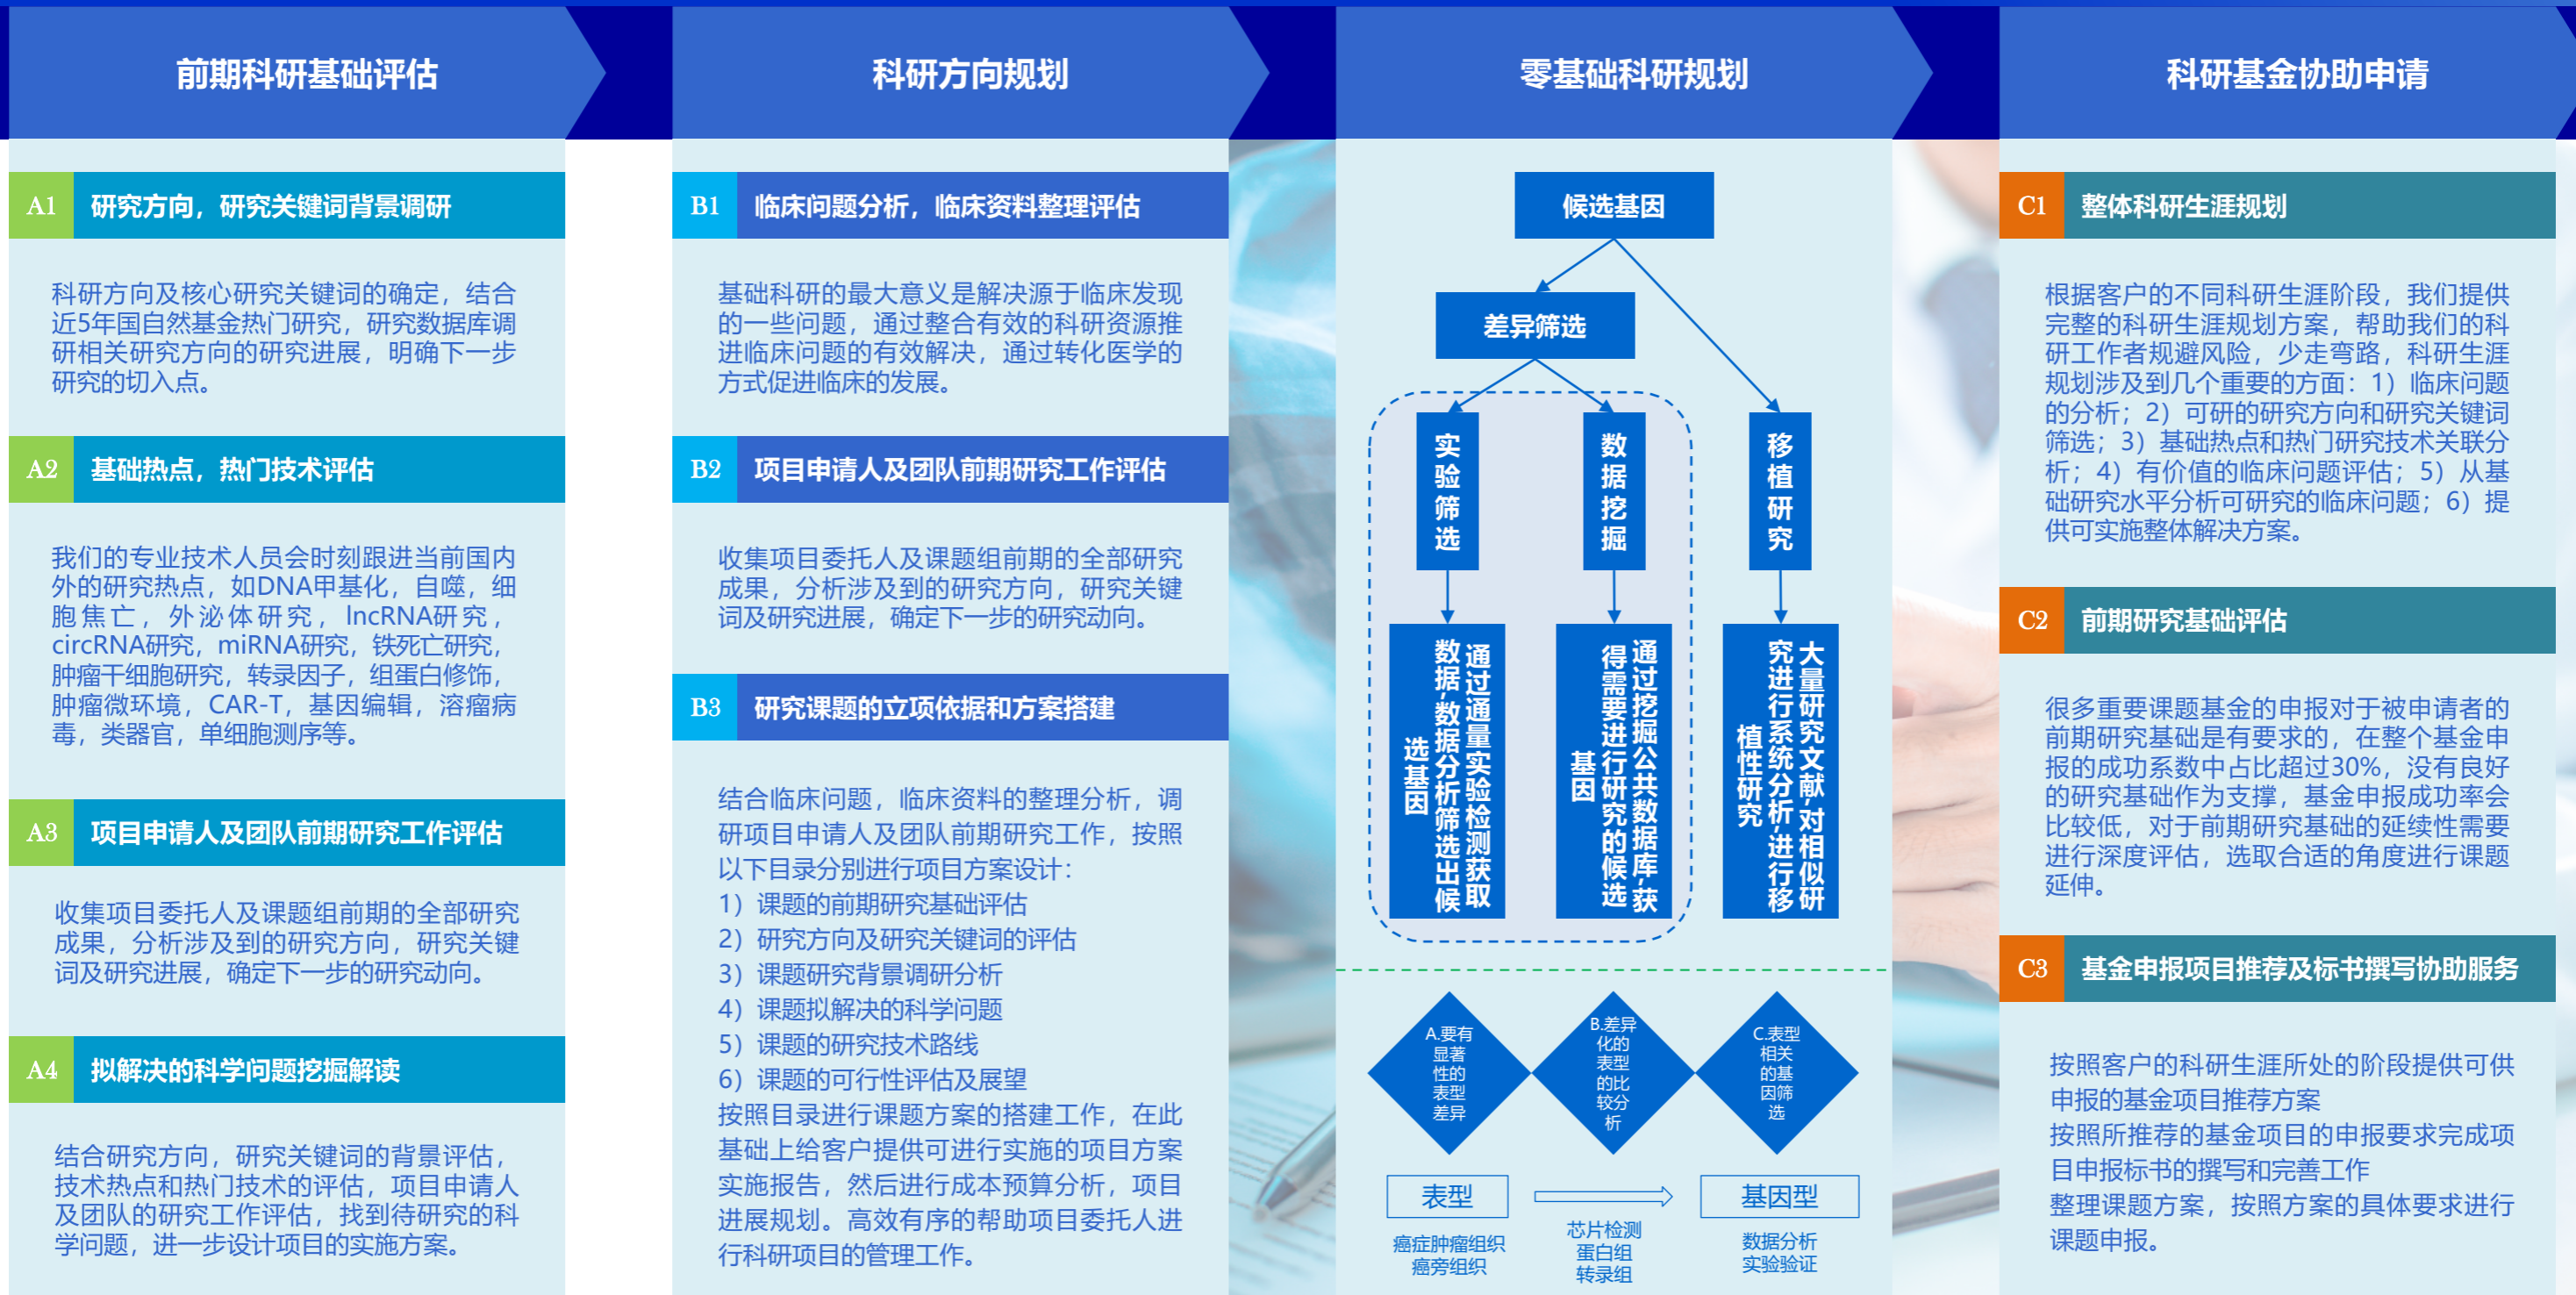 前期科研基础评估
A1 研究方向，研究关键词背景调研
科研方向及核心研究关键词的确定，结合
近5年国自然基金热门研究，研究数据库调
研相关研究方向的研究进展，明确下一步
研究的切入点。
A2 基础热点，热门技术评估
我们的专业技术人员会时刻跟进当前国内
外的研究热点，如DNA甲基化，自噬，细
胞焦亡，外泌体研究，lncRNA研究，
circRNA研究，miRNA研究，铁死亡研究，
肿瘤干细胞研究，转录因子，组蛋白修饰，
肿瘤微环境，CAR-T，基因编辑，溶瘤病
毒，类器官，单细胞测序等。
A3 项目申请人及团队前期研究工作评估
收集项目委托人及课题组前期的全部研究
成果，分析涉及到的研究方向，研究关键
词及研究进展，确定下一步的研究动向。
A4 拟解决的科学问题挖掘解读
结合研究方向，研究关键词的背景评估，
技术热点和热门技术的评估，项目申请人
及团队的研究工作评估，找到待研究的科
学问题，进一步设计项目的实施方案。
科研方向规划
B1 临床问题分析，临床资料整理评估
基础科研的最大意义是解决源于临床发现
的一些问题，通过整合有效的科研资源推
进临床问题的有效解决，通过转化医学的
方式促进临床的发展。
B2 项目申请人及团队前期研究工作评估
收集项目委托人及课题组前期的全部研究
成果，分析涉及到的研究方向，研究关键
词及研究进展，确定下一步的研究动向。
B3 研究课题的立项依据和方案搭建
结合临床问题，临床资料的整理分析，调
研项目申请人及团队前期研究工作，按照
以下目录分别进行项目方案设计：
1）课题的前期研究基础评估
2）研究方向及研究关键词的评估
3）课题研究背景调研分析
4）课题拟解决的科学问题
5）课题的研究技术路线
6）课题的可行性评估及展望
按照目录进行课题方案的搭建工作，在此
基础上给客户提供可进行实施的项目方案
实施报告，然后进行成本预算分析，项目
进展规划。高效有序的帮助项目委托人进
行科研项目的管理工作。
零基础科研规划
候选基因
差异筛选
实验筛选
数据挖掘
移植研究
通过通量实验检测获取
数据，数据分析筛选出候
选基因
通过挖掘公共数据库，获
得需要进行研究的候选
基因
大量研究文献，对相似研
究进行系统分析，进行移
植性研究
A.要有
显著
性的
表型
差异
B.差异
化的
表型
的比
较分
析
C.表型
相关
的基
因筛
选
表型
癌症肿瘤组织
癌旁组织
芯片检测
蛋白组
转录组
基因型
数据分析
实验验证
科研基金协助申请
C1 整体科研生涯规划
根据客户的不同科研生涯阶段，我们提供
完整的科研生涯规划方案，帮助我们的科
研工作者规避风险，少走弯路，科研生涯
规划涉及到几个重要的方面：1）临床问题
的分析；2）可研的研究方向和研究关键词
筛选；3）基础热点和热门研究技术关联分
析；4）有价值的临床问题评估；5）从基
础研究水平分析可研究的临床问题；6）提
供可实施整体解决方案。
C2 前期研究基础评估
很多重要课题基金的申报对于被申请者的
前期研究基础是有要求的，在整个基金申
报的成功系数中占比超过30%，没有良好
的研究基础作为支撑，基金申报成功率会
比较低，对于前期研究基础的延续性需要
进行深度评估，选取合适的角度进行课题
延伸。
C3 基金申报项目推荐及标书撰写协助服务
按照客户的科研生涯所处的阶段提供可供
申报的基金项目推荐方案
按照所推荐的基金项目的申报要求完成项
目申报标书的撰写和完善工作
整理课题方案，按照方案的具体要求进行
课题申报。